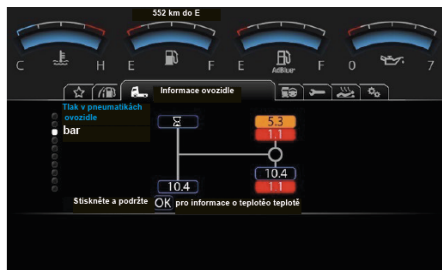 552 km do E
C H E F E AdBlue F 0 7
Informace ovozidle
Tlak v pneumatikách
ovozidle
bar
5.3
1.1
10.4
10.4 1.1
Stiskněte a podržte OK pro informace o teplotěo teplotě